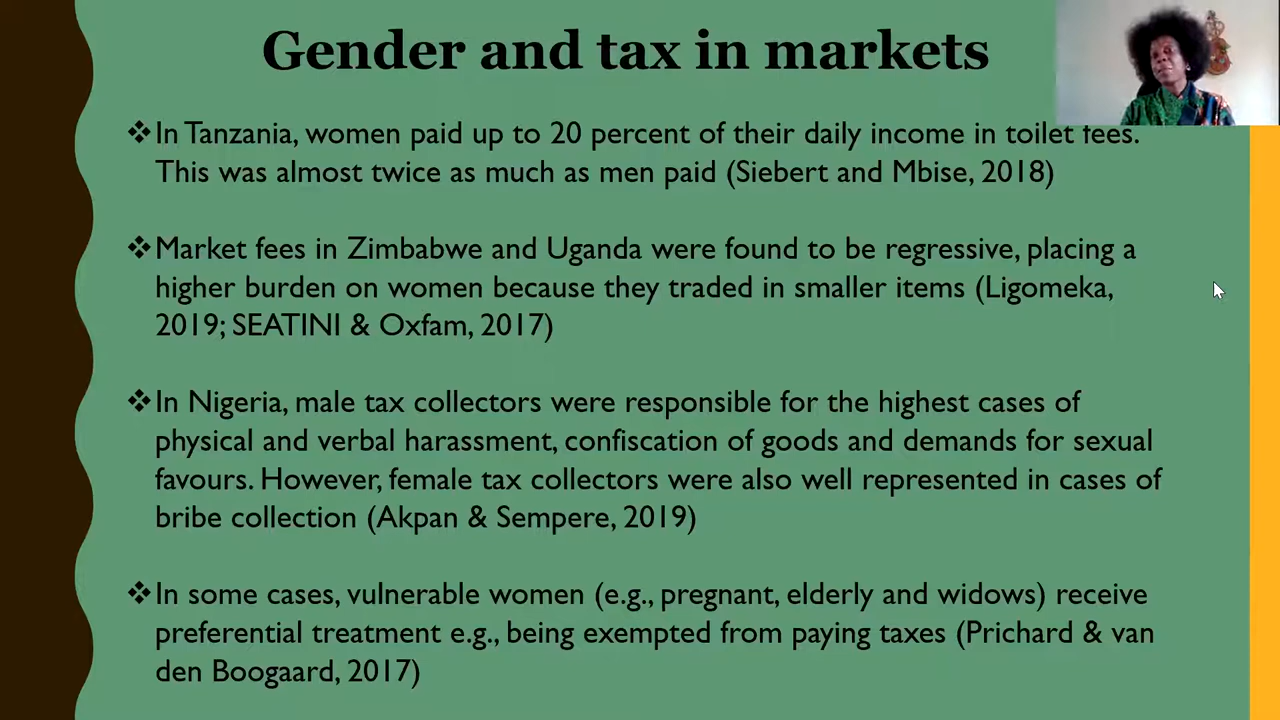 Gender and tax in markets
❖In Tanzania, women paid up to 20 percent of their daily income in toilet fees.
This was almost twice as much as men paid (Siebert and Mbise, 2018)
❖Market fees in Zimbabwe and Uganda were found to be regressive, placing a
higher burden on women because they traded in smaller items (Ligomeka,
2019; SEATINI & Oxfam, 2017)
❖In Nigeria, male tax collectors were responsible for the highest cases of
physical and verbal harassment, confiscation of goods and demands for sexual
favours. However, female tax collectors were also well represented in cases of
bribe collection (Akpan & Sempere, 2019)
❖In some cases, vulnerable women (e.g., pregnant, elderly and widows) receive
preferential treatment e.g., being exempted from paying taxes (Prichard & van
den Boogaard, 2017)